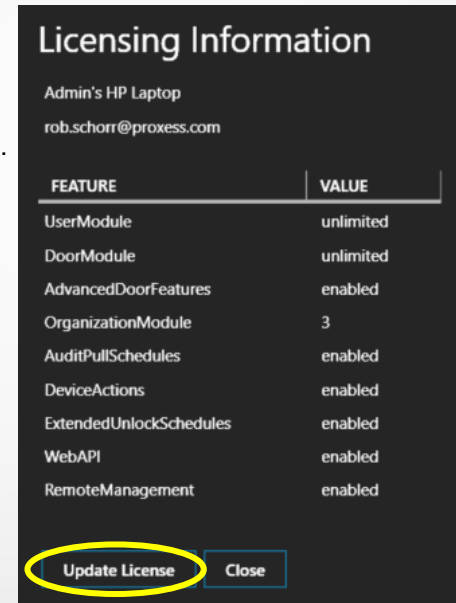 Licensing Information
Admin's HP Laptop
rob.schorr@proxess.com
.
FEATURE VALUE
UserModule unlimited
DoorModule unlimited
AdvancedDoorFeatures enabled
OrganizationModule 3
AuditPullSchedules enabled
DeviceActions enabled
ExtendedUnlockSchedules enabled
WebAPI enabled
RemoteManagement enabled
Update License Close